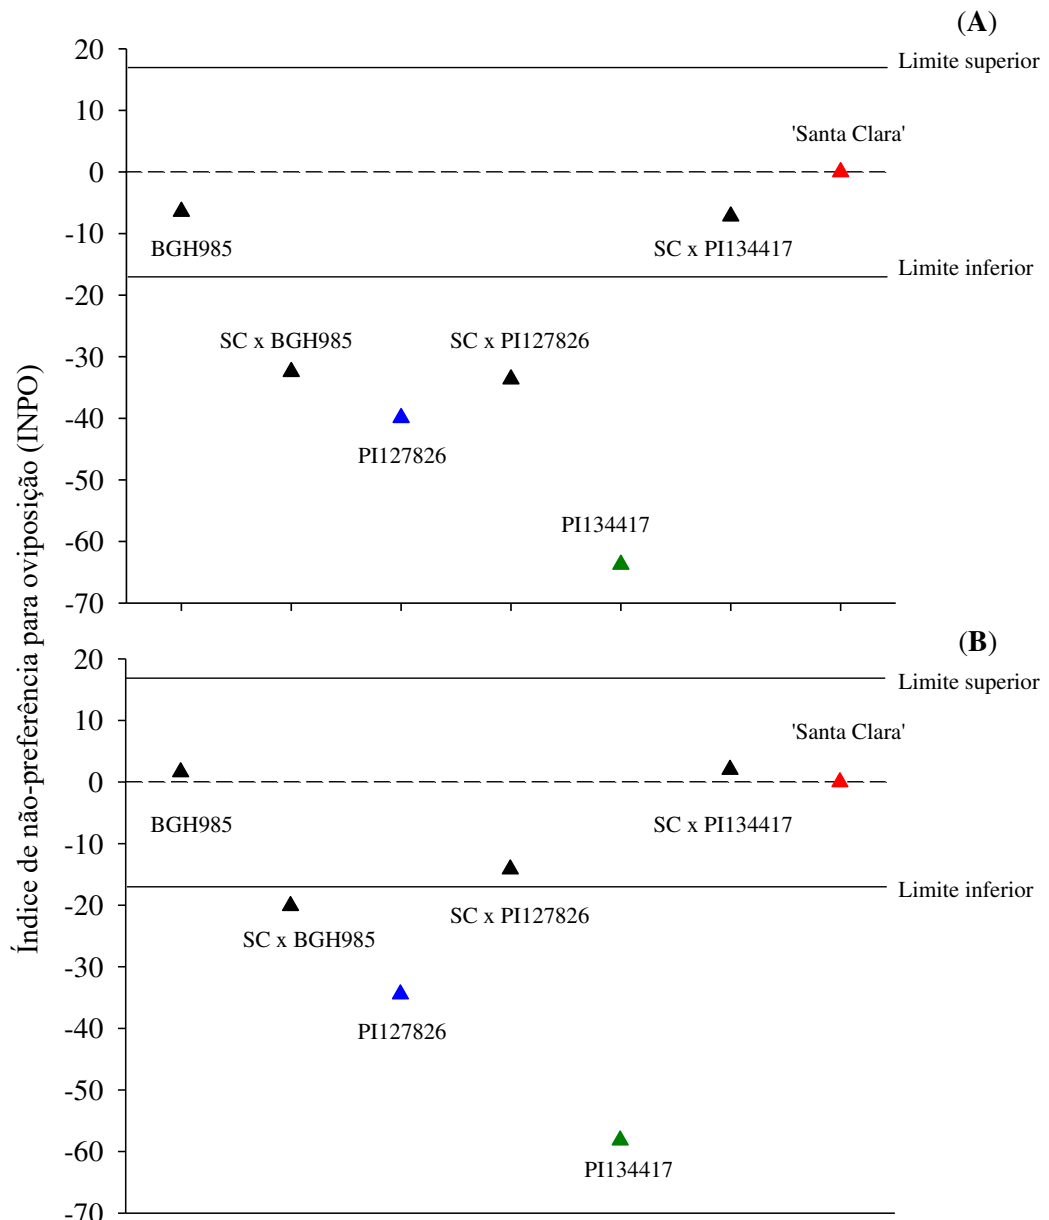 (A)
20
Limite superior
10
'Santa Clara'
0
-10
BGH985
SC x PI134417
Limite inferior
-20
-30
SC x BGH985
SC x PI127826
-40
PI127826
-50
PI134417
-60
-70
Índice de não-preferência para oviposição (INPO)
(B)
20
Limite superior
10
'Santa Clara'
0
BGH985
SC x PI134417
-10
Limite inferior
-20
SC x PI127826
SC x BGH985
-30
PI127826
-40
-50
-60
PI134417
-70